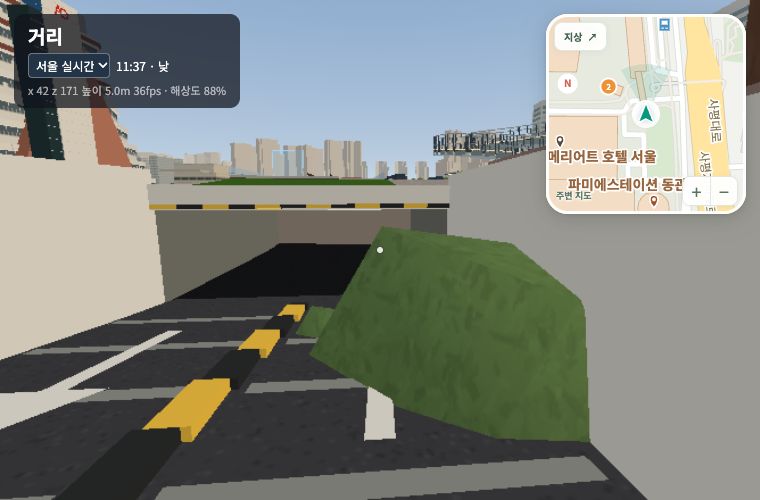 거리
서울 실시간 11:37 · 낮
x 42 z 171 높이 5.0m 36fps · 해상도 88%
지상 ↗
N
2
사평대로
메리어트 호텔 서울
파미에스테이션 동관
주변 지도
+ −